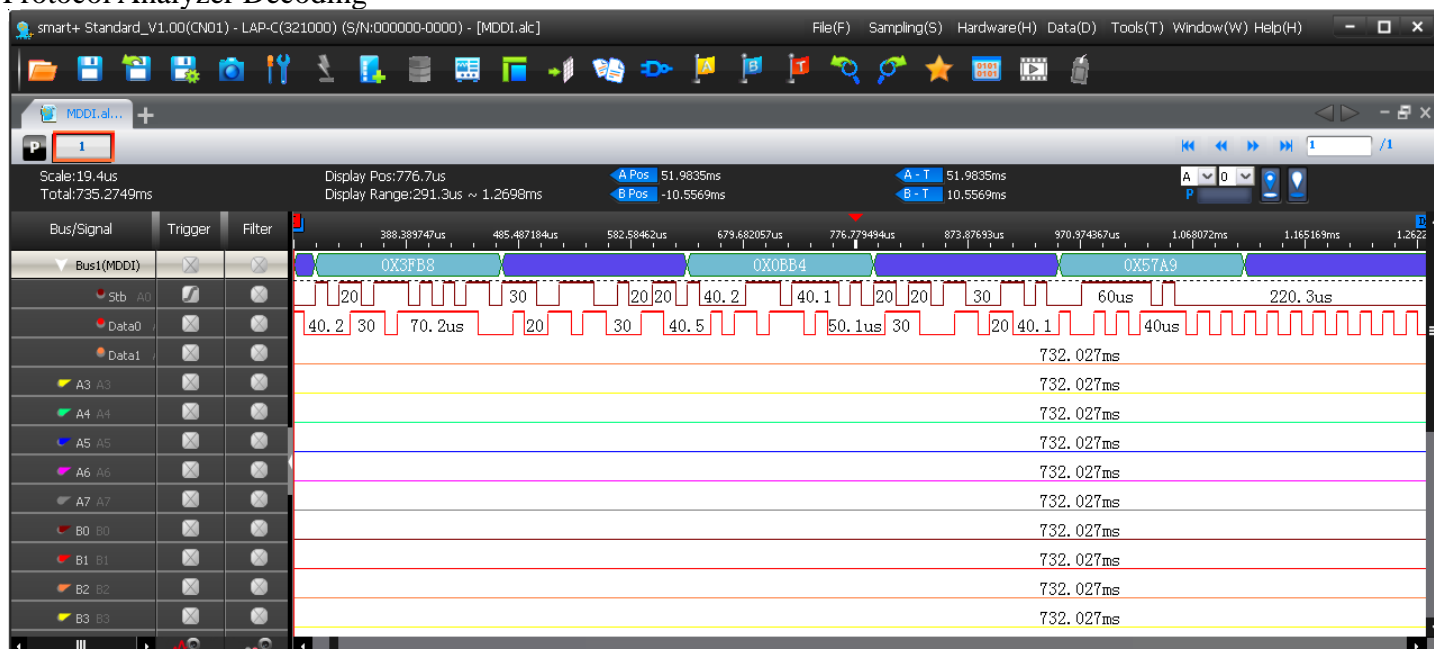 Protocol Analyzer Decoding
smart+ Standard_V1.00(CN01) - LAP-C(321000) (S/N:000000-0000) - [MDDI.alc] File(F) Sampling(S) Hardware(H) Data(D) Tools(T) Window(W) Help(H)
A B T
0101
0101
MDDI.al... +
P 1 1 /1
Scale:19.4us Display Pos:776.7us A Pos 51.9835ms A - T 51.9835ms A 0
Total:735.2749ms Display Range:291.3us ~ 1.2698ms B Pos -10.5569ms B - T 10.5569ms P
Bus/Signal Trigger Filter 388.389747us 485.487184us 582.58462us 679.682057us 776.779494us 873.87693us 970.974367us 1.068072ms 1.165169ms 1.2622
Bus1(MDDI) 0X3FB8 0X0BB4 0X57A9
Stb A0 20 30 20 20 40.2 40.1 20 20 30 60us 220.3us
Data0 40.2 30 70.2us 20 30 40.5 50.1us 30 20 40.1 40us
Data1 732.027ms
A3 A3 732.027ms
A4 A4 732.027ms
A5 A5 732.027ms
A6 A6 732.027ms
A7 A7 732.027ms
B0 B0 732.027ms
B1 B1 732.027ms
B2 B2 732.027ms
B3 B3 732.027ms